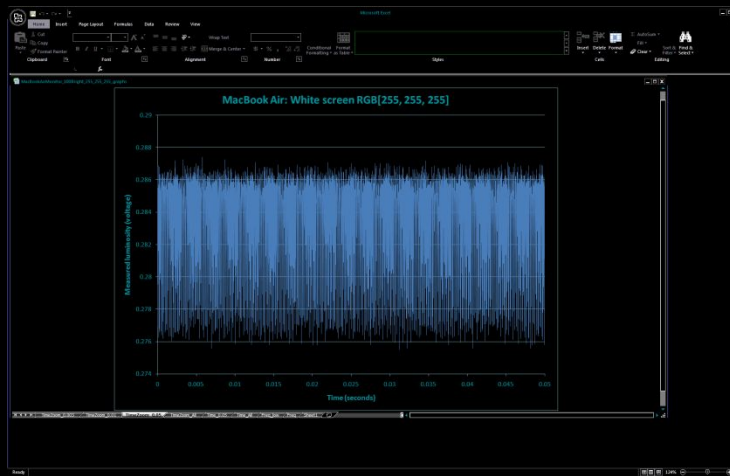 Microsoft Excel
Home Insert Page Layout Formulas Data Review View
Cut
Copy
Format Painter
Paste
Clipboard
Font
Wrap Text
Merge & Center
Alignment
Number
Conditional Formatting
Format as Table
Styles
Insert Delete Format
Cells
AutoSum
Fill
Clear
Sort & Filter
Find & Select
Editing
MacBook Air: White screen RGB[255, 255, 255]
Measured luminosity (voltage)
0.29
0.288
0.286
0.284
0.282
0.28
0.278
0.276
0.274
0 0.005 0.01 0.015 0.02 0.025 0.03 0.035 0.04 0.045 0.05
Time (seconds)
Ready
124%